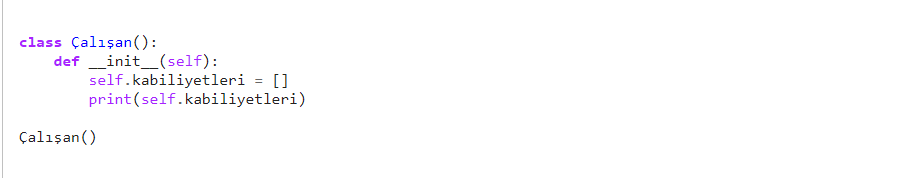 class Çalışan():
    def __init__(self):
        self.kabiliyetleri = []
        print(self.kabiliyetleri)
Çalışan()